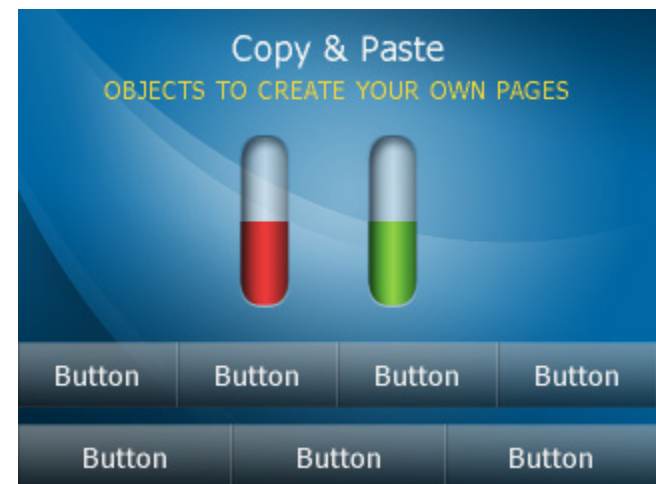 Copy & Paste
OBJECTS TO CREATE YOUR OWN PAGES
Button Button Button Button
Button Button Button